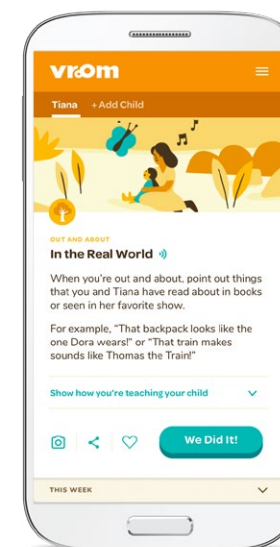 vroom
Tiana + Add Child
OUT AND ABOUT
In the Real World
When you're out and about, point out things
that you and Tiana have read about in books
or seen in her favorite show.
For example, "That backpack looks like the
one Dora wears!" or "That train makes
sounds like Thomas the Train!"
Show how you're teaching your child
We Did It!
THIS WEEK